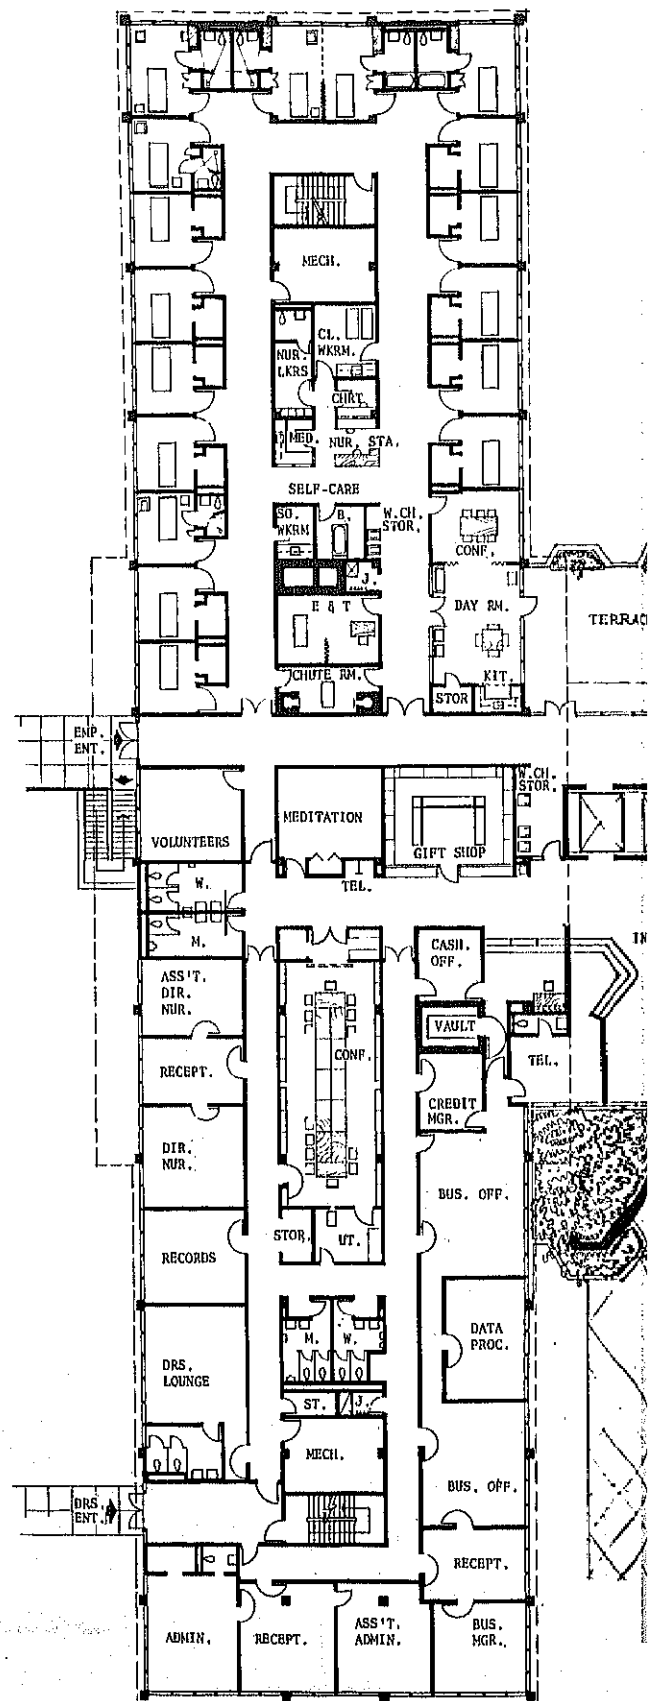 MECH.
CL.
WKRM.
NUR.
LKRS
CHRT.
MED.
NUR. STA.
SELF-CARE
SO.
WKRM
B.
W.CH.
STOR.
CONF.
J.
E & T
DAY RM.
TERRAC
CHUTE RM.
KIT.
STOR
EMP.
ENT.
W.CH.
STOR.
VOLUNTEERS
MEDITATION
GIFT SHOP
TEL.
W.
M.
CASH.
OFF.
IN
ASS'T.
DIR.
NUR.
VAULT
CONF.
TEL.
RECEPT.
CREDIT
MGR.
DIR.
NUR.
BUS. OFF.
STOR.
UT.
RECORDS
M.
W.
DATA
PROC.
DRS.
LOUNGE
ST.
J.
MECH.
BUS. OFF.
DRS
ENT.
RECEPT.
ADMIN.
RECEPT.
ASS'T.
ADMIN.
BUS.
MGR.